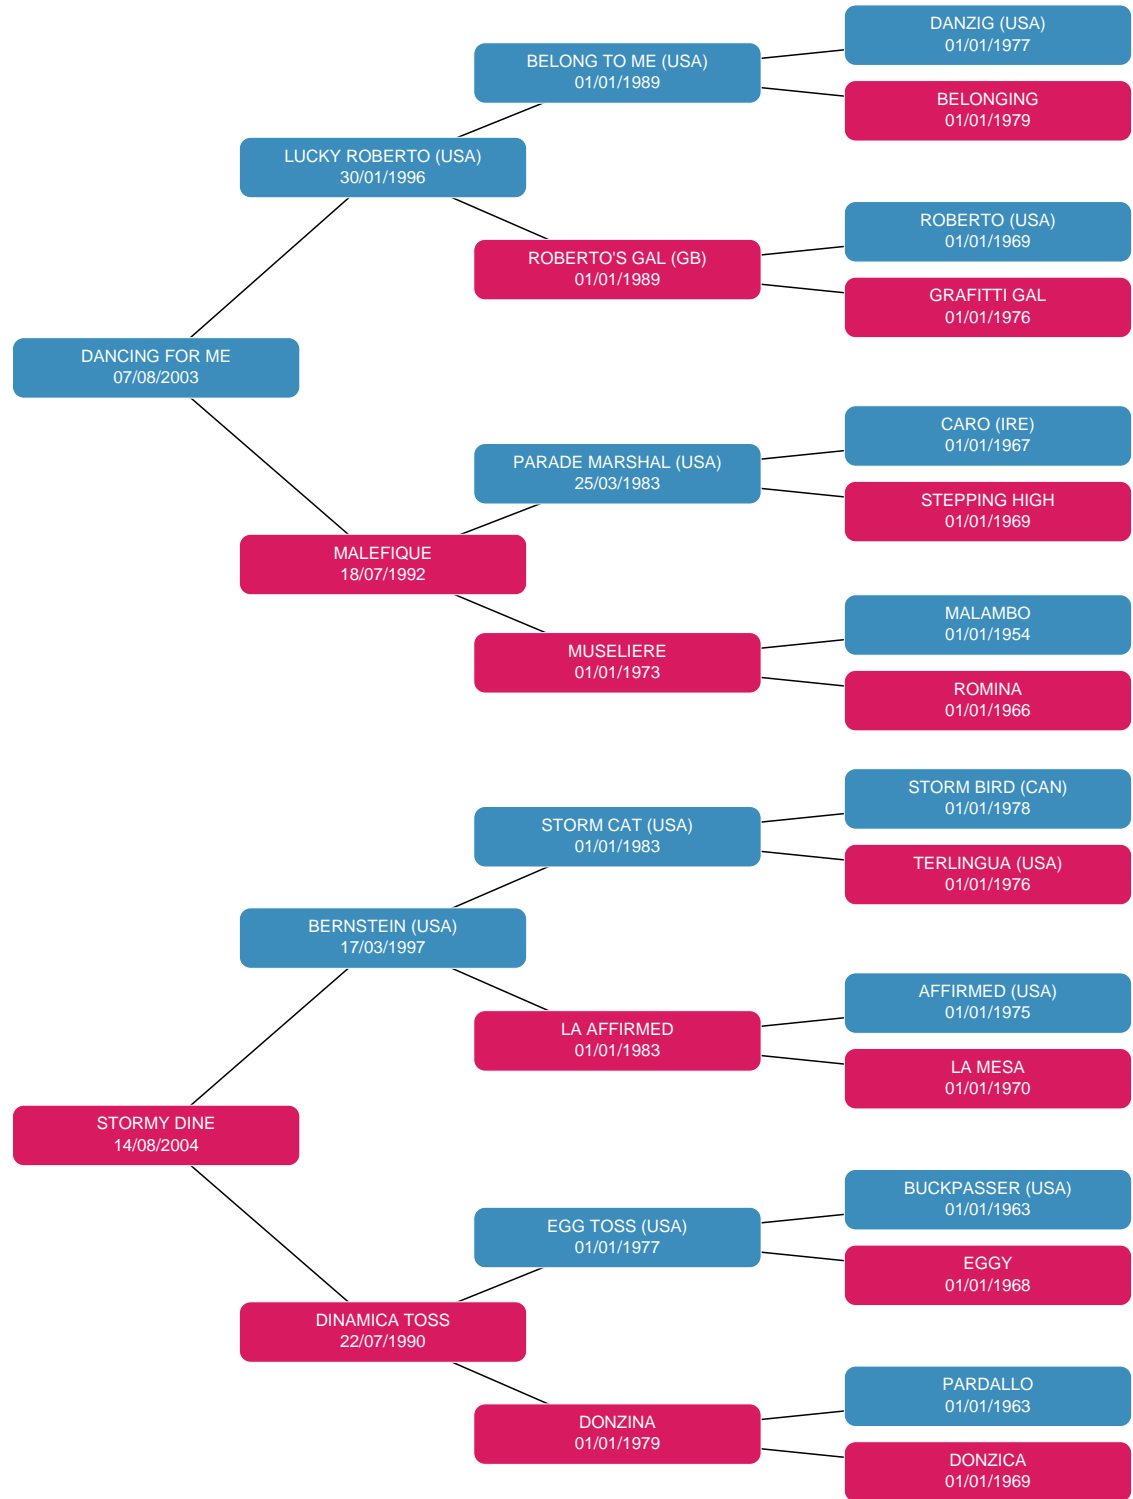 DANZIG (USA)
01/01/1977
BELONG TO ME (USA)
01/01/1989
BELONGING
01/01/1979
LUCKY ROBERTO (USA)
30/01/1996
ROBERTO (USA)
01/01/1969
ROBERTO'S GAL (GB)
01/01/1989
GRAFITTI GAL
01/01/1976
DANCING FOR ME
07/08/2003
CARO (IRE)
01/01/1967
PARADE MARSHAL (USA)
25/03/1983
STEPPING HIGH
01/01/1969
MALEFIQUE
18/07/1992
MALAMBO
01/01/1954
MUSELIERE
01/01/1973
ROMINA
01/01/1966
STORM BIRD (CAN)
01/01/1978
STORM CAT (USA)
01/01/1983
TERLINGUA (USA)
01/01/1976
BERNSTEIN (USA)
17/03/1997
AFFIRMED (USA)
01/01/1975
LA AFFIRMED
01/01/1983
LA MESA
01/01/1970
STORMY DINE
14/08/2004
BUCKPASSER (USA)
01/01/1963
EGG TOSS (USA)
01/01/1977
EGGY
01/01/1968
DINAMICA TOSS
22/07/1990
PARDALLO
01/01/1963
DONZINA
01/01/1979
DONZICA
01/01/1969